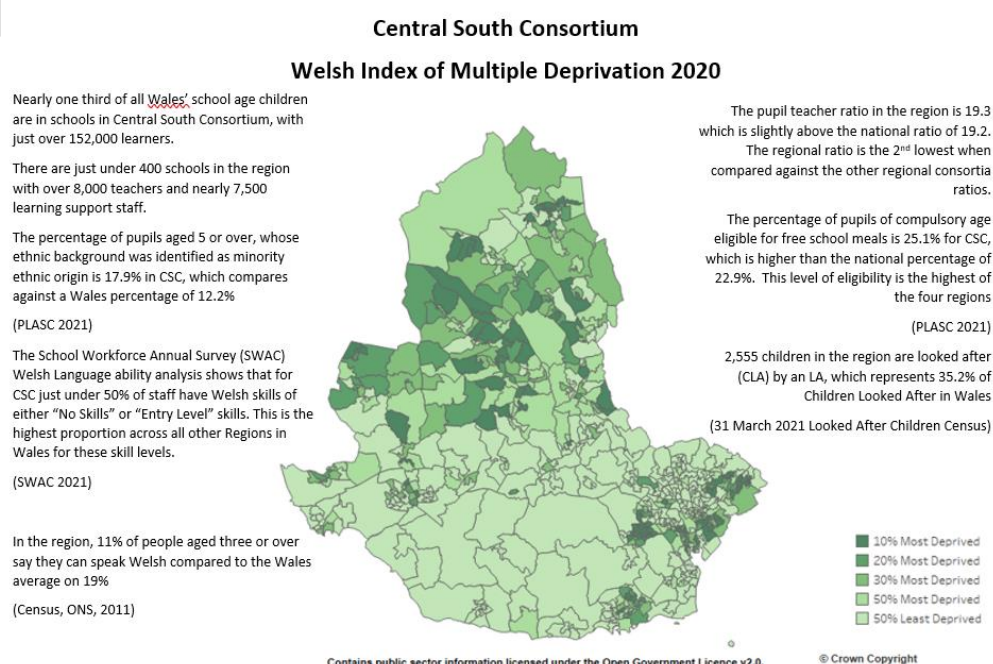 Central South Consortium
Welsh Index of Multiple Deprivation 2020
Nearly one third of all Wales' school age children
are in schools in Central South Consortium, with
just over 152,000 learners.
There are just under 400 schools in the region
with over 8,000 teachers and nearly 7,500
learning support staff.
The percentage of pupils aged 5 or over, whose
ethnic background was identified as minority
ethnic origin is 17.9% in CSC, which compares
against a Wales percentage of 12.2%
(PLASC 2021)
The School Workforce Annual Survey (SWAC)
Welsh Language ability analysis shows that for
CSC just under 50% of staff have Welsh skills of
either “No Skills” or “Entry Level” skills. This is the
highest proportion across all other Regions in
Wales for these skill levels.
(SWAC 2021)
In the region, 11% of people aged three or over
say they can speak Welsh compared to the Wales
average on 19%
(Census, ONS, 2011)
The pupil teacher ratio in the region is 19.3
which is slightly above the national ratio of 19.2.
The regional ratio is the 2nd lowest when
compared against the other regional consortia
ratios.
The percentage of pupils of compulsory age
eligible for free school meals is 25.1% for CSC,
which is higher than the national percentage of
22.9%. This level of eligibility is the highest of
the four regions
(PLASC 2021)
2,555 children in the region are looked after
(CLA) by an LA, which represents 35.2% of
Children Looked After in Wales
(31 March 2021 Looked After Children Census)
10% Most Deprived
20% Most Deprived
30% Most Deprived
50% Most Deprived
50% Least Deprived
© Crown Copyright
Contains public sector information licensed under the Open Government Licence v2.0